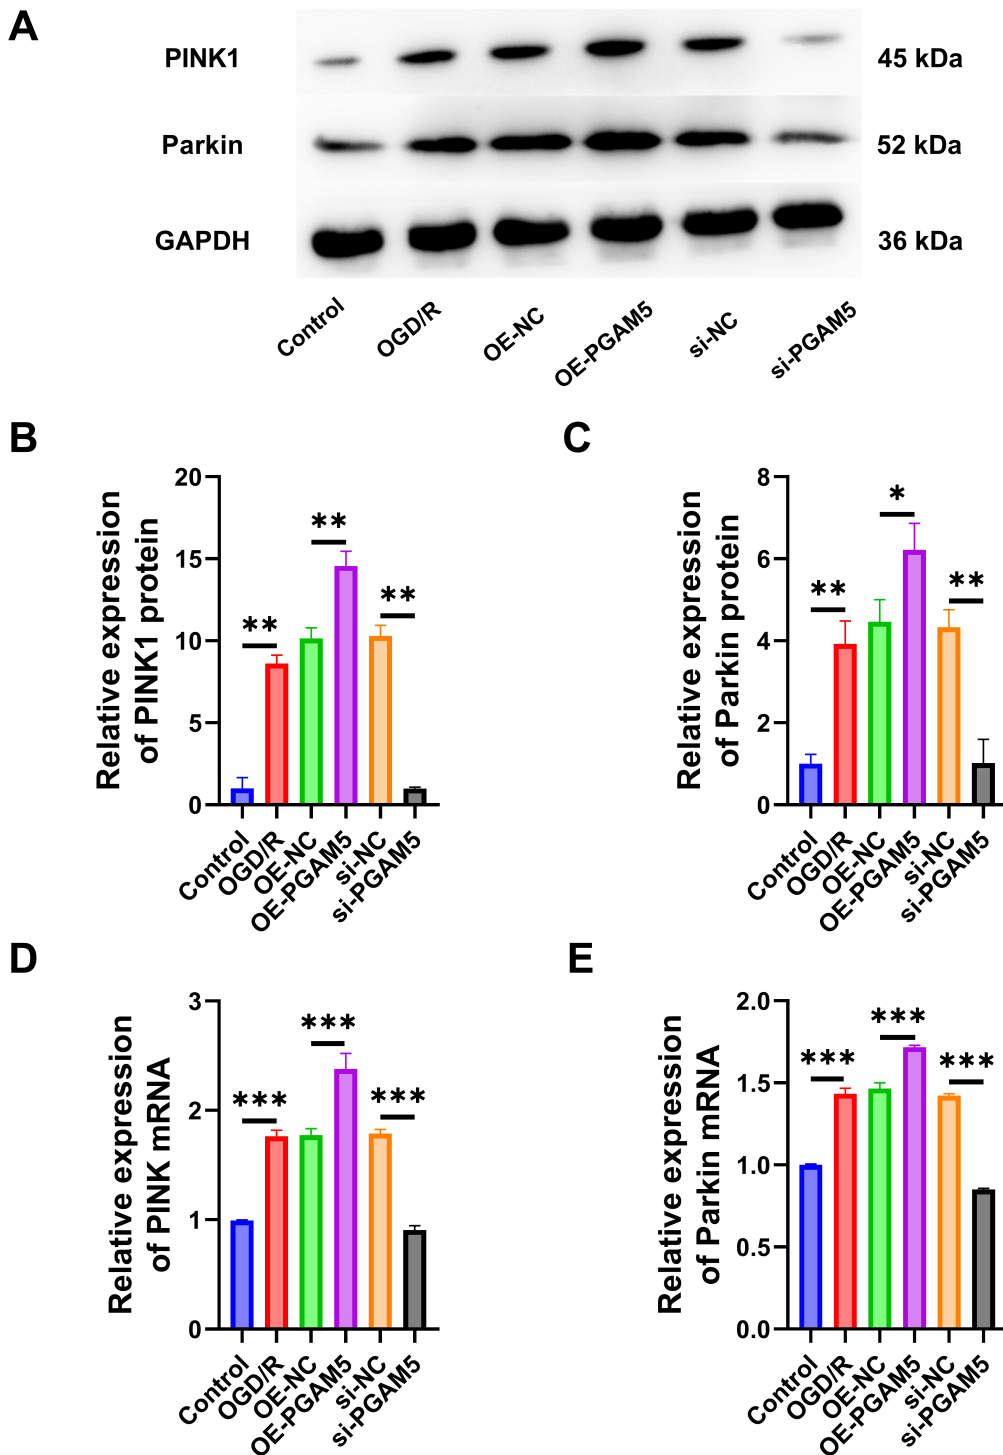 A
PINK1
45 kDa
Parkin
52 kDa
GAPDH
36 kDa
Control
OGD/R
OE-NC
OE-PGAM5
si-NC
si-PGAM5
B
Relative expression
of PINK1 protein
20
15
10
5
0
**
**
**
Control
OGD/R
OE-NC
OE-PGAM5
si-NC
si-PGAM5
C
Relative expression
of Parkin protein
8
6
4
2
0
**
*
**
Control
OGD/R
OE-NC
OE-PGAM5
si-NC
si-PGAM5
D
Relative expression
of PINK mRNA
3
2
1
0
***
***
***
Control
OGD/R
OE-NC
OE-PGAM5
si-NC
si-PGAM5
E
Relative expression
of Parkin mRNA
2.0
1.5
1.0
0.5
0.0
***
***
***
Control
OGD/R
OE-NC
OE-PGAM5
si-NC
si-PGAM5